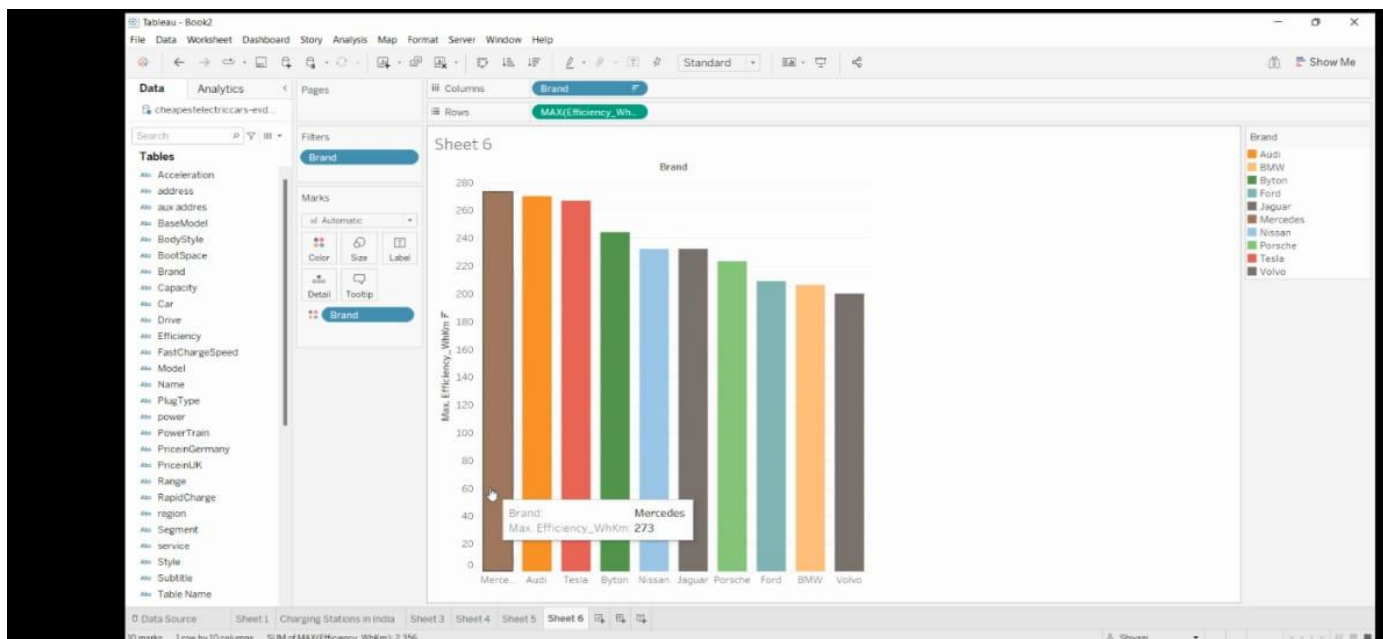 Tableau - Book2
File Data Worksheet Dashboard Story Analysis Map Format Server Window Help
Standard
Show Me
Data Analytics
Pages
Columns Brand
cheapestelectriccars-evd...
Rows MAX(Efficiency_Wh..
Search
Filters
Brand
Tables
Acceleration
address
aux addres
BaseModel
BodyStyle
BootSpace
Brand
Capacity
Car
Drive
Efficiency
FastChargeSpeed
Model
Name
PlugType
power
PowerTrain
PriceinGermany
PriceinUK
Range
RapidCharge
region
Segment
service
Style
Subtitle
Table Name
Marks
Automatic
Color Size Label
Detail Tooltip
Brand
Sheet 6
Brand
280
260
240
220
200
180
160
140
120
100
80
60
40
20
0
Max. Efficiency_WhKm
Brand: Mercedes
Max. Efficiency_WhKm: 273
Merce.. Audi Tesla Byton Nissan Jaguar Porsche Ford BMW Volvo
Brand
Audi
BMW
Byton
Ford
Jaguar
Mercedes
Nissan
Porsche
Tesla
Volvo
Data Source Sheet 1 Charging Stations in India Sheet 3 Sheet 4 Sheet 5 Sheet 6
10 marks 1 row by 10 columns SUM of MAX(Efficiency_WhKm): 2,356
Shivani